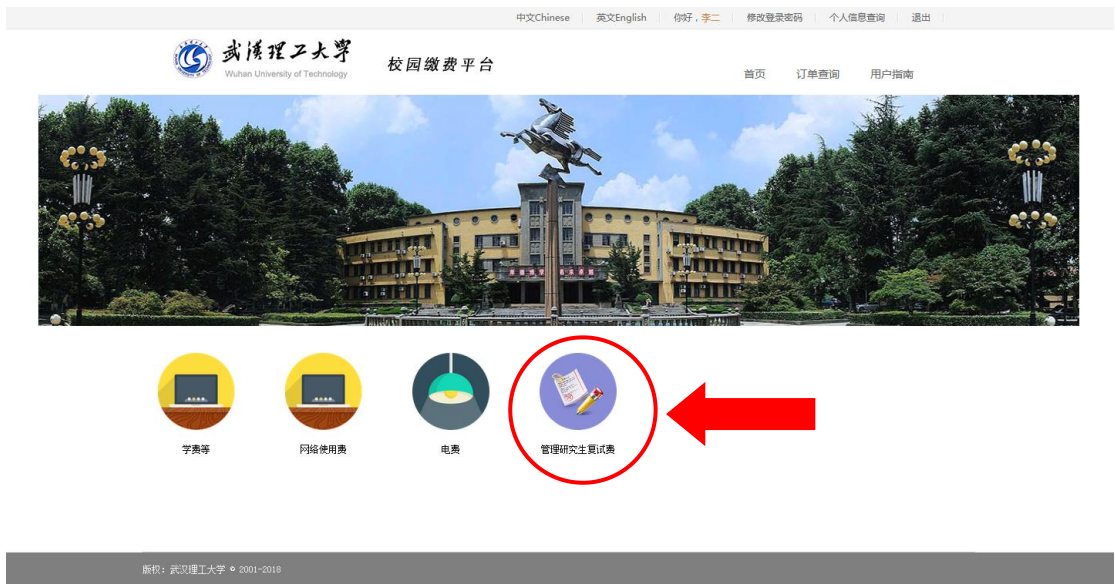 中文Chinese 英文English 你好，李二 修改登录密码 个人信息查询 退出
武汉理工大学
Wuhan University of Technology
校园缴费平台
首页 订单查询 用户指南
学费等 网络使用费 电费 管理研究生复试费
版权：武汉理工大学 © 2001-2018